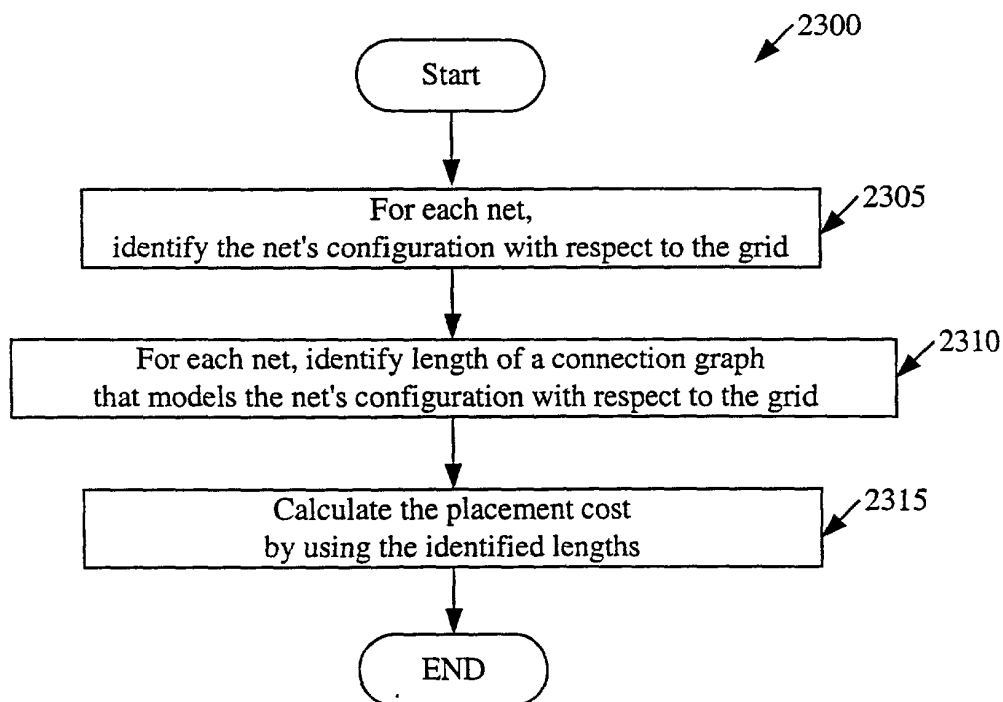 2300
Start
2305
For each net,
identify the net's configuration with respect to the grid
2310
For each net, identify length of a connection graph
that models the net's configuration with respect to the grid
2315
Calculate the placement cost
by using the identified lengths
END